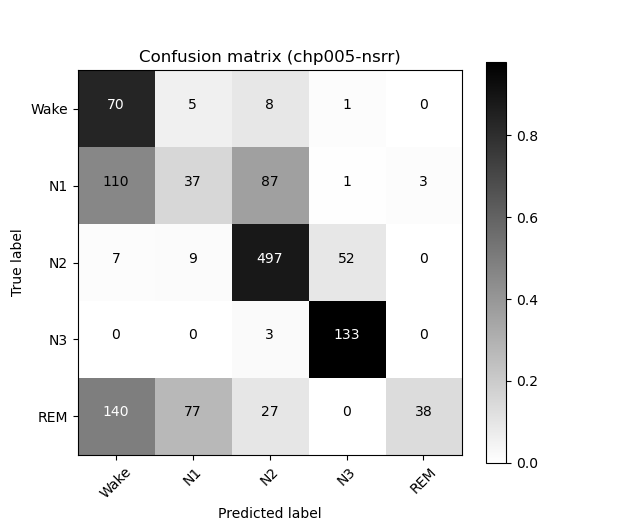 Confusion matrix (chp005-nsrr)
Wake 70 5 8 1 0
N1 110 37 87 1 3
N2 7 9 497 52 0
N3 0 0 3 133 0
REM 140 77 27 0 38
Wake N1 N2 N3 REM
Predicted label
True label
0.8
0.6
0.4
0.2
0.0